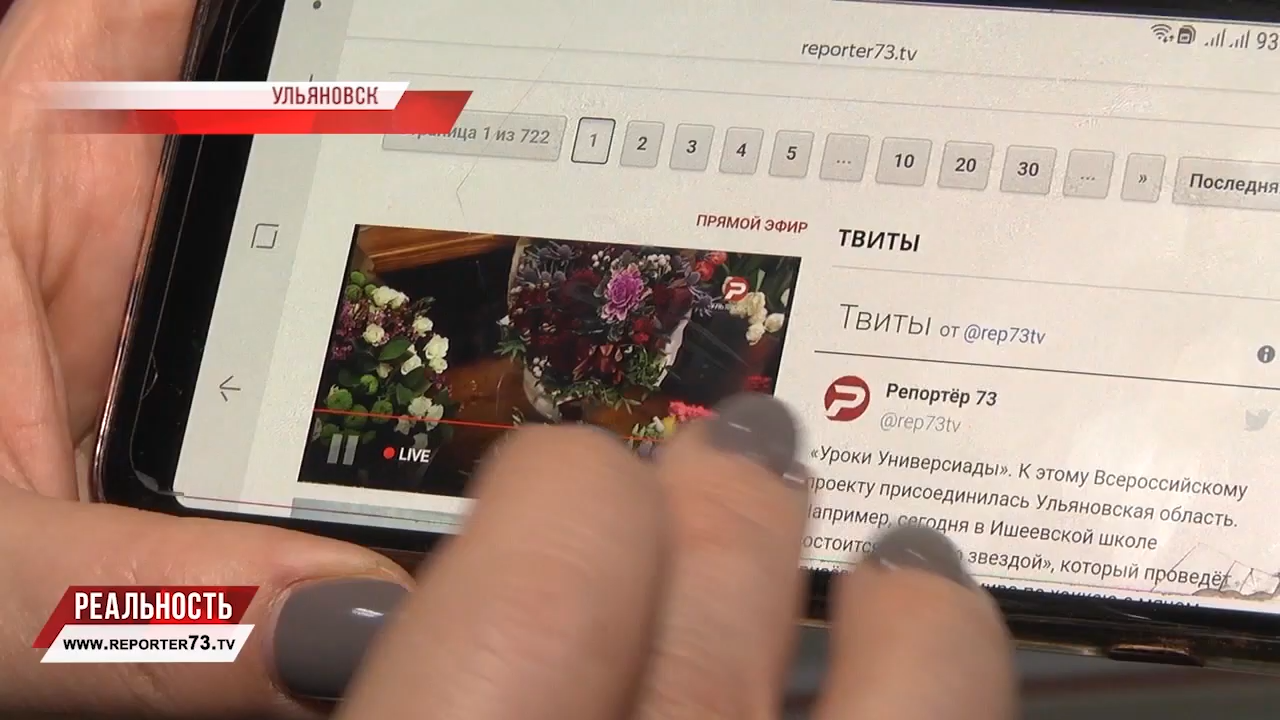 reporter73.tv
93
УЛЬЯНОВСК
1 из 722
1
2
3
4
5
...
10
20
30
...
»
ПРЯМОЙ ЭФИР
ТВИТЫ
Твиты от @rep73tv
Репортёр 73
@rep73tv
«Уроки Универсиады». К этому Всероссийскому
проекту присоединилась Ульяновская область.
Например, сегодня в Ишеевской школе
звездой», который проведёт
LIVE
РЕАЛЬНОСТЬ
WWW.REPORTER73.TV